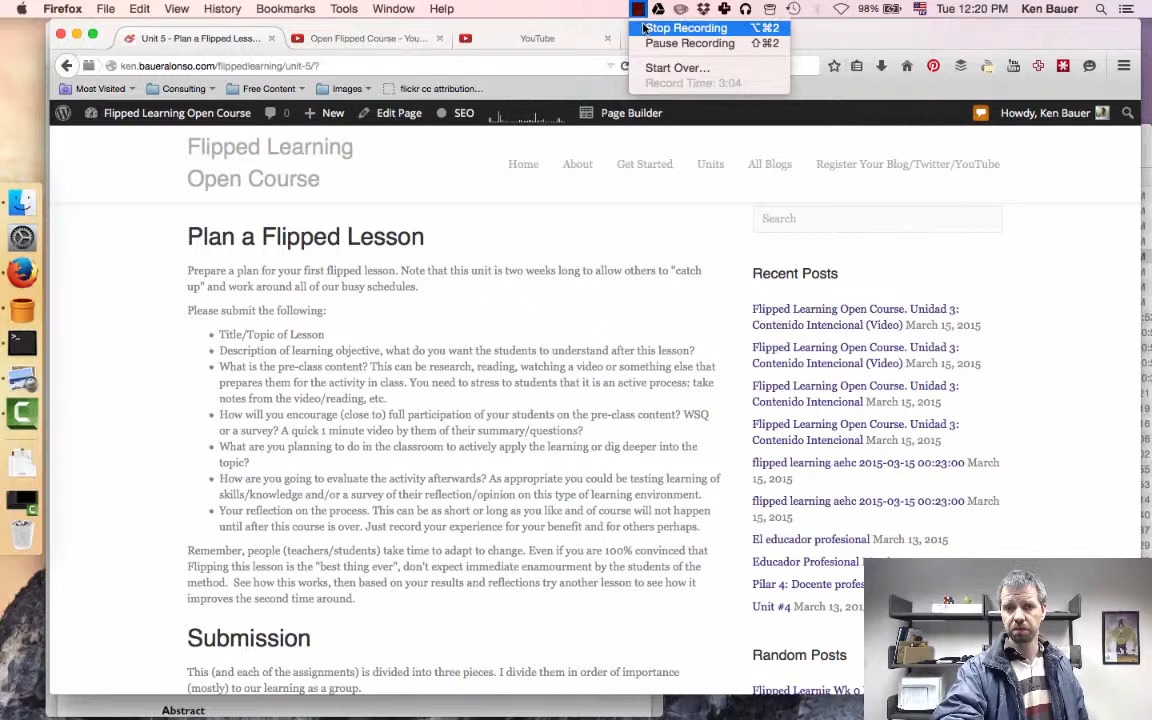 Firefox File Edit View History Bookmarks Tools Window Help 98% Tue 12:20 PM Ken Bauer
Stop Recording ⌥⌘2
Pause Recording ⇧⌘2
Start Over...
Record Time: 3:04
Unit 5 - Plan a Flipped Less... × Open Flipped Course - You... × YouTube ×
ken.baueralonso.com/flippedlearning/unit-5/?
Most Visited Consulting Free Content Images flickr cc attribution...
Flipped Learning Open Course 0 New Edit Page SEO Page Builder Howdy, Ken Bauer
Flipped Learning
Open Course
Home About Get Started Units All Blogs Register Your Blog/Twitter/YouTube
Plan a Flipped Lesson
Prepare a plan for your first flipped lesson. Note that this unit is two weeks long to allow others to "catch
up" and work around all of our busy schedules.
Please submit the following:
• Title/Topic of Lesson
• Description of learning objective, what do you want the students to understand after this lesson?
• What is the pre-class content? This can be research, reading, watching a video or something else that
prepares them for the activity in class. You need to stress to students that it is an active process: take
notes from the video/reading, etc.
• How will you encourage (close to) full participation of your students on the pre-class content? WSQ
or a survey? A quick 1 minute video by them of their summary/questions?
• What are you planning to do in the classroom to actively apply the learning or dig deeper into the
topic?
• How are you going to evaluate the activity afterwards? As appropriate you could be testing learning of
skills/knowledge and/or a survey of their reflection/opinion on this type of learning environment.
• Your reflection on the process. This can be as short or long as you like and of course will not happen
until after this course is over. Just record your experience for your benefit and for others perhaps.
Remember, people (teachers/students) take time to adapt to change. Even if you are 100% convinced that
Flipping this lesson is the "best thing ever", don't expect immediate enamourment by the students of the
method. See how this works, then based on your results and reflections try another lesson to see how it
improves the second time around.
Submission
This (and each of the assignments) is divided into three pieces. I divide them in order of importance
(mostly) to our learning as a group.
Abstract
Search
Recent Posts
Flipped Learning Open Course. Unidad 3:
Contenido Intencional (Video) March 15, 2015
Flipped Learning Open Course. Unidad 3:
Contenido Intencional (Video) March 15, 2015
Flipped Learning Open Course. Unidad 3:
Contenido Intencional March 15, 2015
Flipped Learning Open Course. Unidad 3:
Contenido Intencional March 15, 2015
flipped learning aehc 2015-03-15 00:23:00 March
15, 2015
flipped learning aehc 2015-03-15 00:23:00 March
15, 2015
El educador profesional March 13, 2015
Educador Profesional
Pilar 4: Docente profes
Unit #4 March 13, 201
Random Posts
Flipped Learnig Wk 0